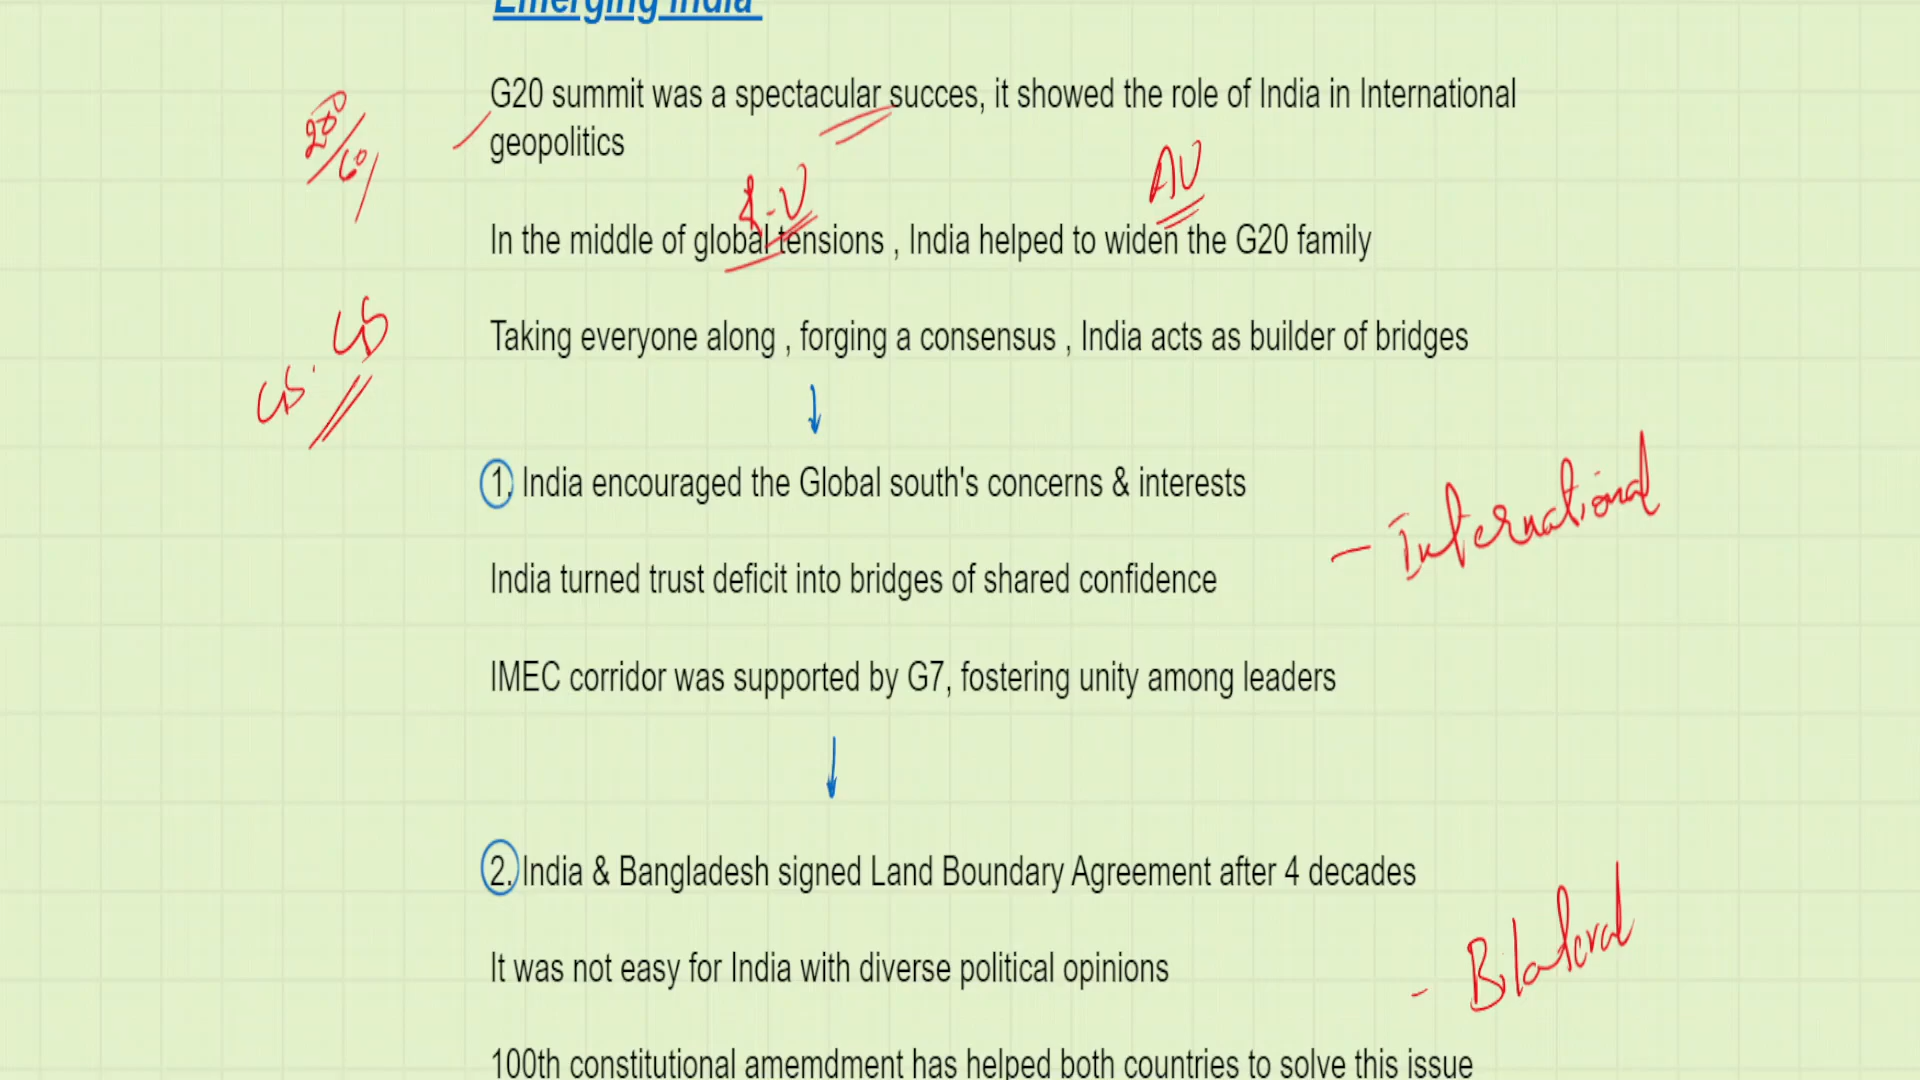 Emerging India
G20 summit was a spectacular succes, it showed the role of India in International
geopolitics
AU
In the middle of global tensions , India helped to widen the G20 family
Taking everyone along , forging a consensus , India acts as builder of bridges
1. India encouraged the Global south's concerns & interests
- International
India turned trust deficit into bridges of shared confidence
IMEC corridor was supported by G7, fostering unity among leaders
2. India & Bangladesh signed Land Boundary Agreement after 4 decades
- Bilateral
It was not easy for India with diverse political opinions
100th constitutional amemdment has helped both countries to solve this issue